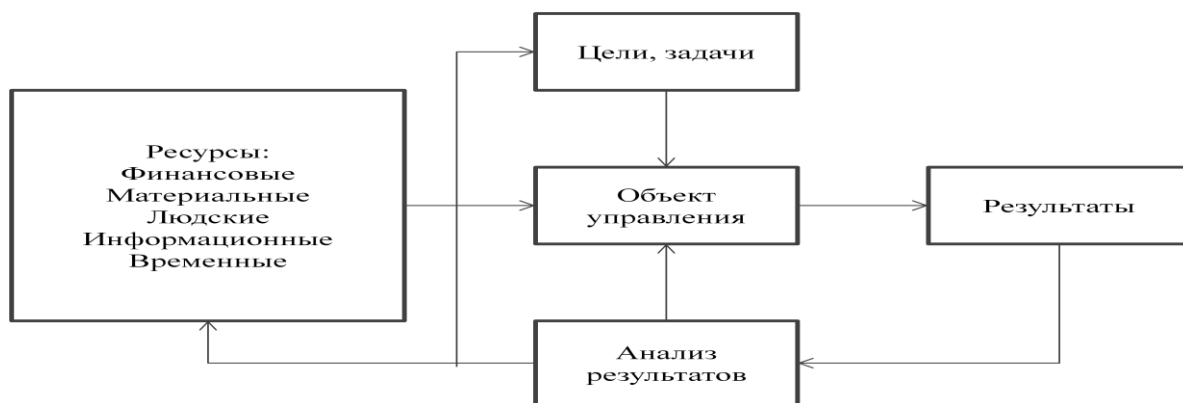 Цели, задачи
Ресурсы:
Финансовые
Материальные
Людские
Информационные
Временные
Объект
управления
Результаты
Анализ
результатов